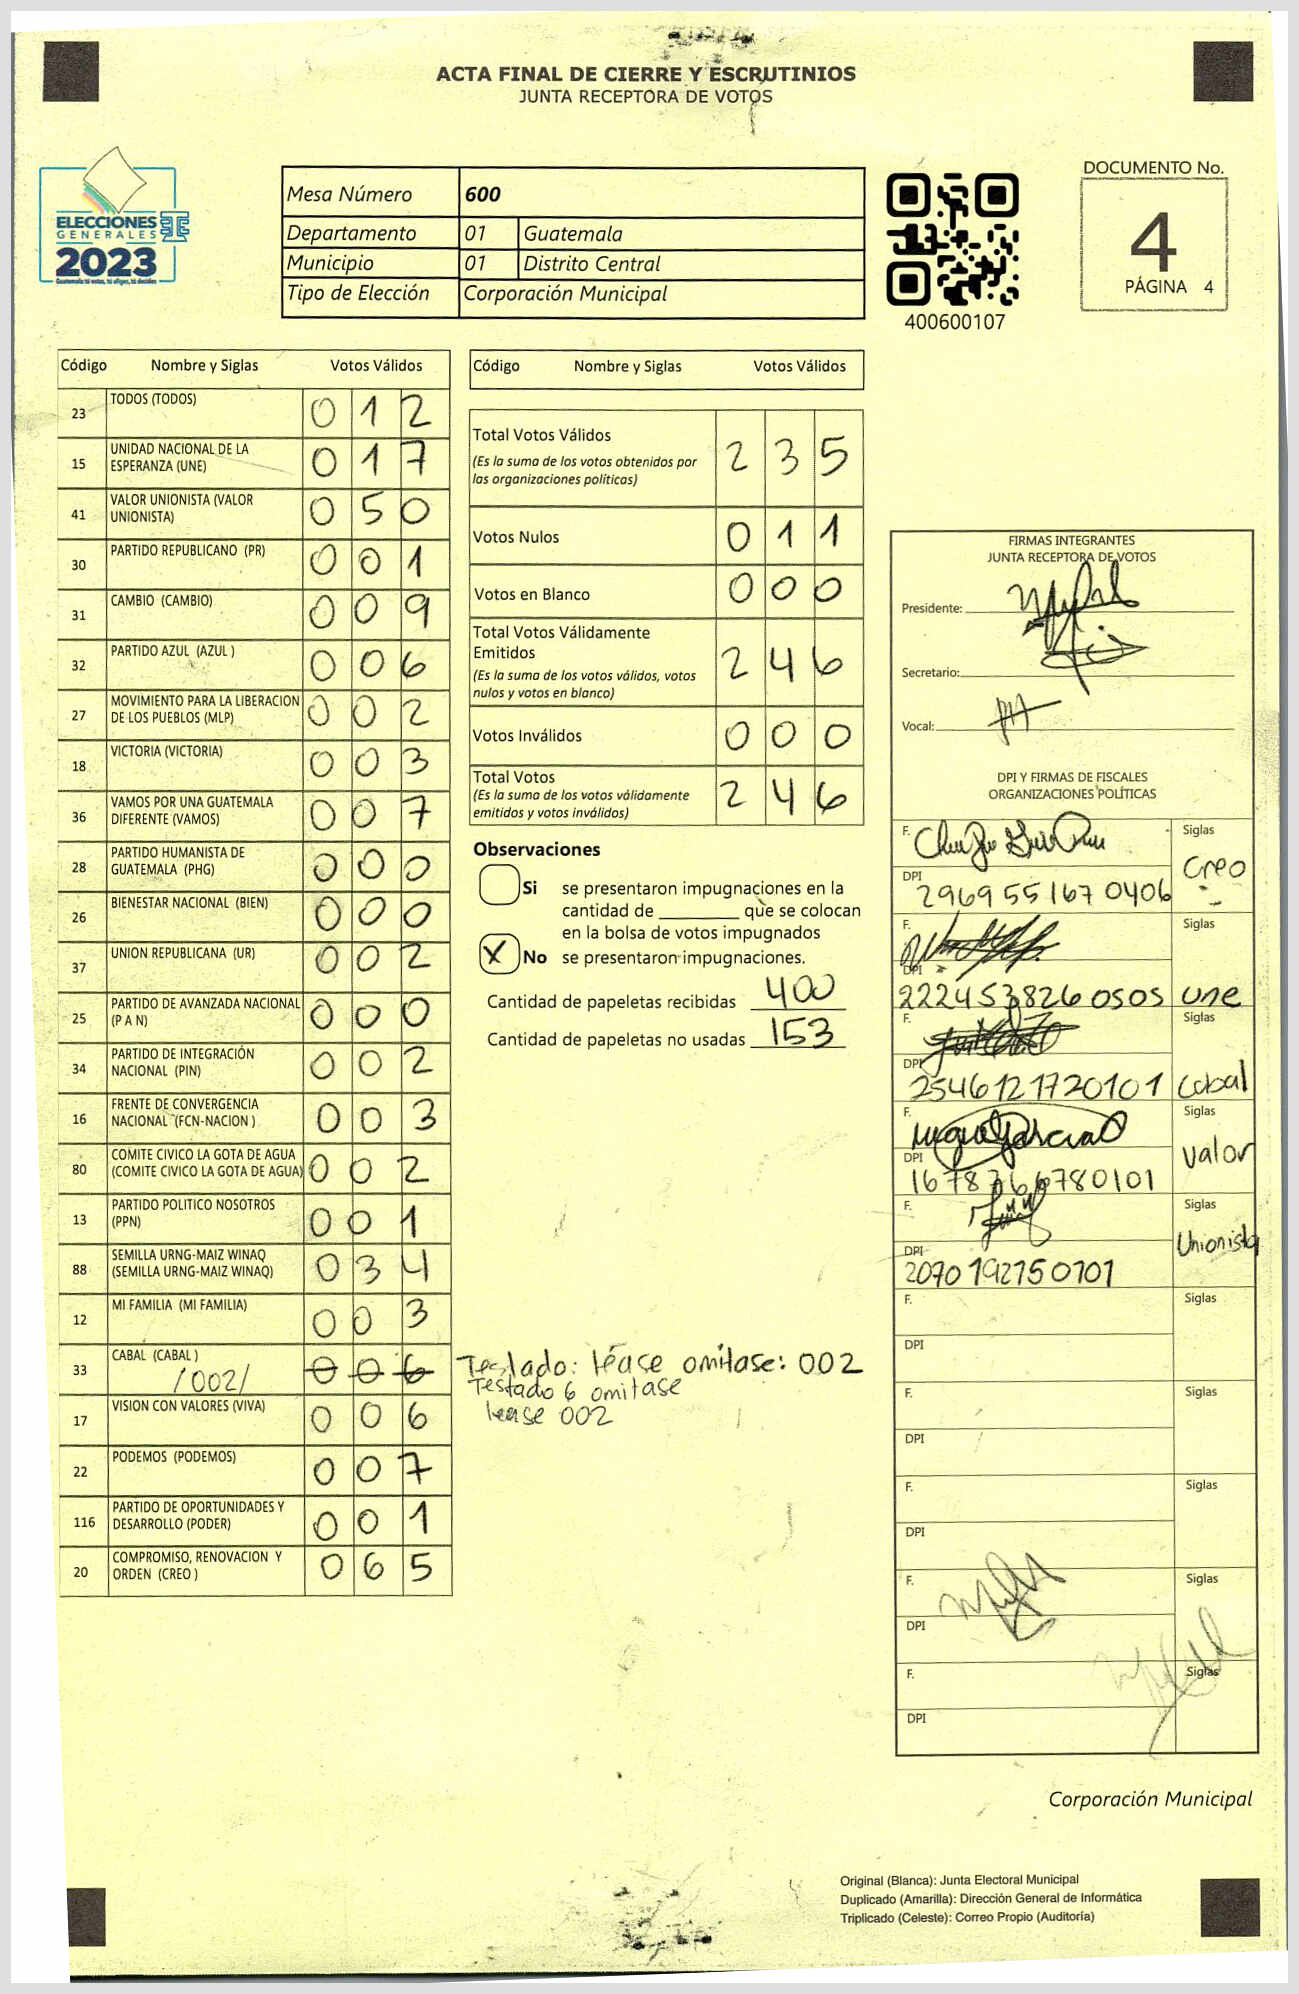 ACTA FINAL DE CIERRE Y ESCRUTINIOS
JUNTA RECEPTORA DE VOTOS
ELECCIONES
GENERALES
2023
Guatemala tú votas, tú eliges, tú decides
Mesa Número 600
Departamento 01 Guatemala
Municipio 01 Distrito Central
Tipo de Elección Corporación Municipal
400600107
DOCUMENTO No.
4
PÁGINA 4
Código Nombre y Siglas Votos Válidos
23 TODOS (TODOS) 0 1 2
15 UNIDAD NACIONAL DE LA
ESPERANZA (UNE) 0 1 7
41 VALOR UNIONISTA (VALOR
UNIONISTA) 0 5 0
30 PARTIDO REPUBLICANO (PR) 0 0 1
31 CAMBIO (CAMBIO) 0 0 9
32 PARTIDO AZUL (AZUL ) 0 0 6
27 MOVIMIENTO PARA LA LIBERACION
DE LOS PUEBLOS (MLP) 0 0 2
18 VICTORIA (VICTORIA) 0 0 3
36 VAMOS POR UNA GUATEMALA
DIFERENTE (VAMOS) 0 0 7
28 PARTIDO HUMANISTA DE
GUATEMALA (PHG) 0 0 0
26 BIENESTAR NACIONAL (BIEN) 0 0 0
37 UNION REPUBLICANA (UR) 0 0 2
25 PARTIDO DE AVANZADA NACIONAL
(P A N) 0 0 0
34 PARTIDO DE INTEGRACIÓN
NACIONAL (PIN) 0 0 2
16 FRENTE DE CONVERGENCIA
NACIONAL (FCN-NACION ) 0 0 3
80 COMITE CIVICO LA GOTA DE AGUA
(COMITE CIVICO LA GOTA DE AGUA) 0 0 2
13 PARTIDO POLITICO NOSOTROS
(PPN) 0 0 1
88 SEMILLA URNG-MAIZ WINAQ
(SEMILLA URNG-MAIZ WINAQ) 0 3 4
12 MI FAMILIA (MI FAMILIA) 0 0 3
33 CABAL (CABAL ) 0 0 6
/002/
17 VISION CON VALORES (VIVA) 0 0 6
22 PODEMOS (PODEMOS) 0 0 7
116 PARTIDO DE OPORTUNIDADES Y
DESARROLLO (PODER) 0 0 1
20 COMPROMISO, RENOVACION Y
ORDEN (CREO ) 0 6 5
Código Nombre y Siglas Votos Válidos
Total Votos Válidos 2 3 5
(Es la suma de los votos obtenidos por
las organizaciones políticas)
Votos Nulos 0 1 1
Votos en Blanco 0 0 0
Total Votos Válidamente
Emitidos 2 4 6
(Es la suma de los votos válidos, votos
nulos y votos en blanco)
Votos Inválidos 0 0 0
Total Votos 2 4 6
(Es la suma de los votos válidamente
emitidos y votos inválidos)
Observaciones
Si se presentaron impugnaciones en la
cantidad de ________ que se colocan
en la bolsa de votos impugnados
X No se presentaron impugnaciones.
Cantidad de papeletas recibidas 400
Cantidad de papeletas no usadas 153
Teslado: léase omitase: 002
Testado 6 omitase
lease 002
FIRMAS INTEGRANTES
JUNTA RECEPTORA DE VOTOS
Presidente:
Secretario:
Vocal:
DPI Y FIRMAS DE FISCALES
ORGANIZACIONES POLÍTICAS
F. Siglas
Creo
DPI
2969 55167 0406
F. Siglas
DPI
222453826 0505 une
F. Siglas
DPI
2546121720101 Cabal
F. Siglas
Valor
DPI
0101
F. Siglas
Unionista
DPI
2070192750101
F. Siglas
DPI
F. Siglas
DPI
F. Siglas
DPI
F. Siglas
DPI
F. Siglas
DPI
Corporación Municipal
Original (Blanca): Junta Electoral Municipal
Duplicado (Amarilla): Dirección General de Informática
Triplicado (Celeste): Correo Propio (Auditoría)